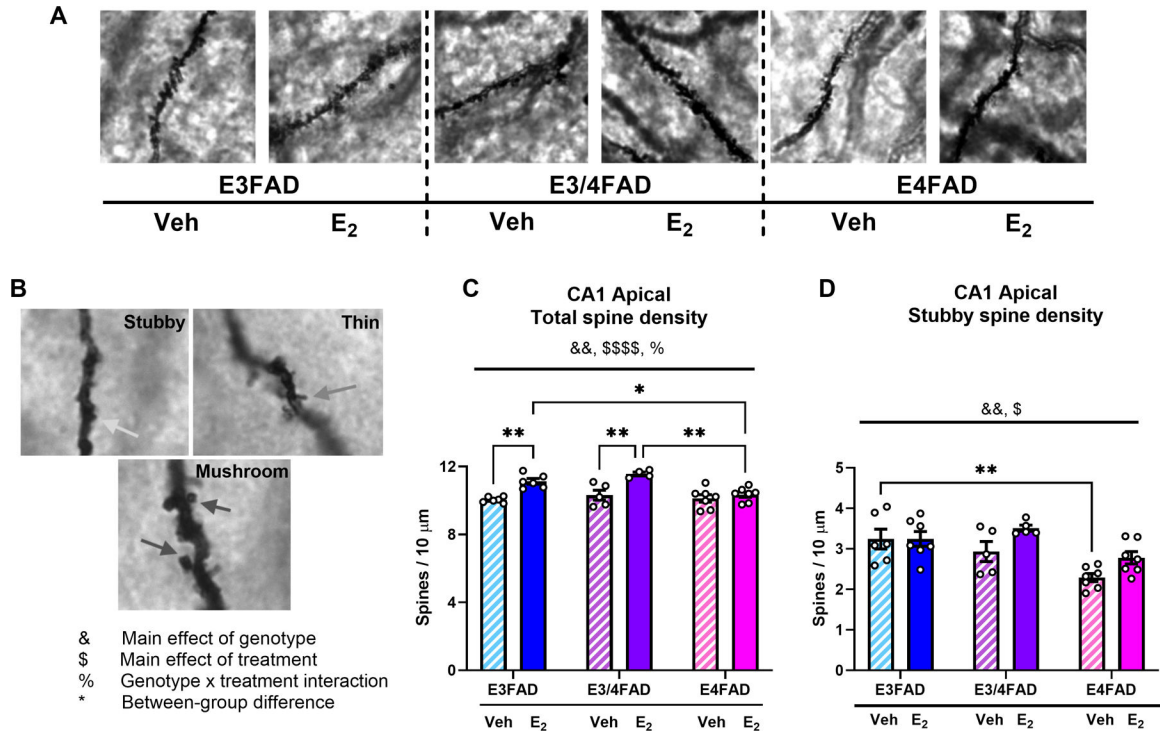 A
E3FAD E3/4FAD E4FAD
Veh E₂ Veh E₂ Veh E₂
B
Stubby
Thin
Mushroom
& Main effect of genotype
$ Main effect of treatment
% Genotype x treatment interaction
* Between-group difference
C
CA1 Apical
Total spine density
&&, $$$$, %
*
** ** **
Spines / 10 μm
12
8
4
0
E3FAD E3/4FAD E4FAD
Veh E₂ Veh E₂ Veh E₂
D
CA1 Apical
Stubby spine density
&&, $
**
Spines / 10 μm
5
4
3
2
1
0
E3FAD E3/4FAD E4FAD
Veh E₂ Veh E₂ Veh E₂